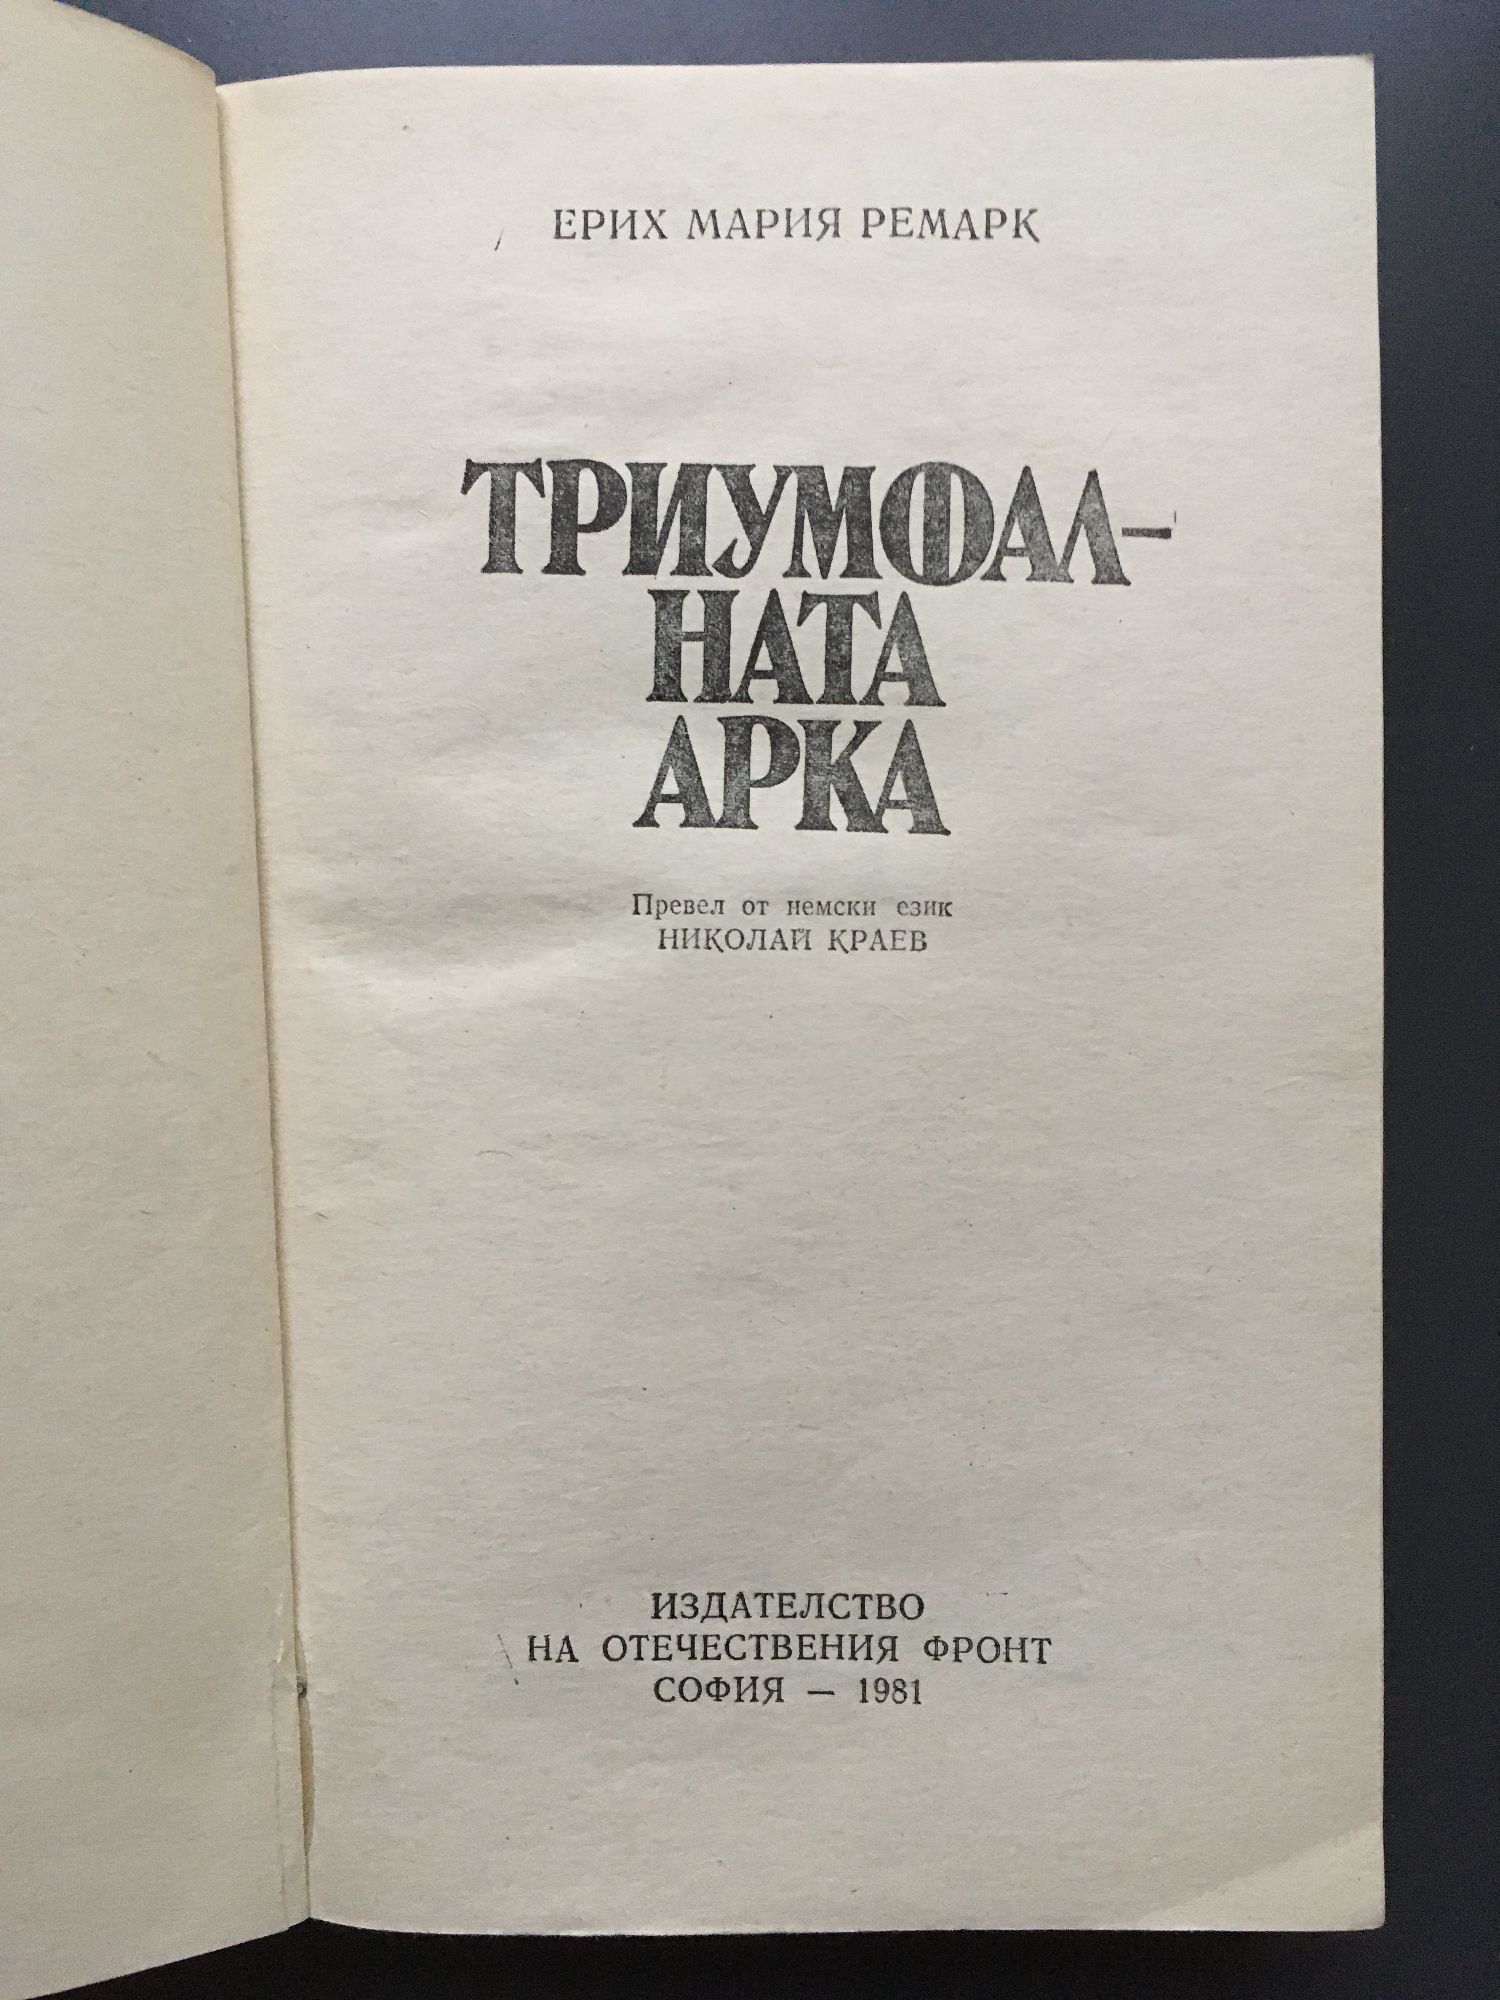 ЕРИХ МАРИЯ РЕМАРК
ТРИУМФАЛ-
НАТА
АРКА
Превел от немски език
НИКОЛАЙ КРАЕВ
ИЗДАТЕЛСТВО
НА ОТЕЧЕСТВЕНИЯ ФРОНТ
СОФИЯ — 1981